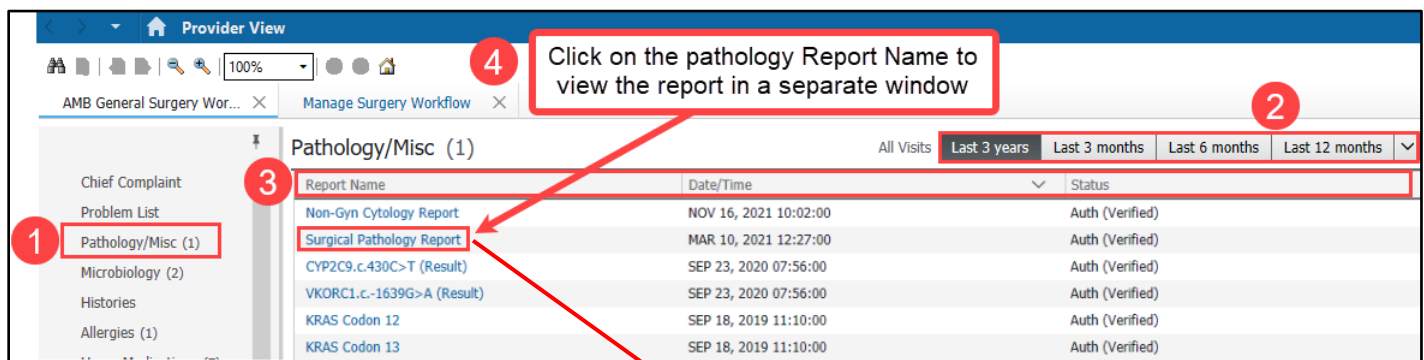 Provider View
100%
4
Click on the pathology Report Name to
view the report in a separate window
AMB General Surgery Wor...
Manage Surgery Workflow
2
Pathology/Misc (1)
All Visits Last 3 years Last 3 months Last 6 months Last 12 months
Chief Complaint
3
Report Name Date/Time Status
Problem List
Non-Gyn Cytology Report NOV 16, 2021 10:02:00 Auth (Verified)
1
Pathology/Misc (1)
Surgical Pathology Report MAR 10, 2021 12:27:00 Auth (Verified)
Microbiology (2)
CYP2C9.c.430C>T (Result) SEP 23, 2020 07:56:00 Auth (Verified)
Histories
VKORC1.c.-1639G>A (Result) SEP 23, 2020 07:56:00 Auth (Verified)
Allergies (1)
KRAS Codon 12 SEP 18, 2019 11:10:00 Auth (Verified)
KRAS Codon 13 SEP 18, 2019 11:10:00 Auth (Verified)